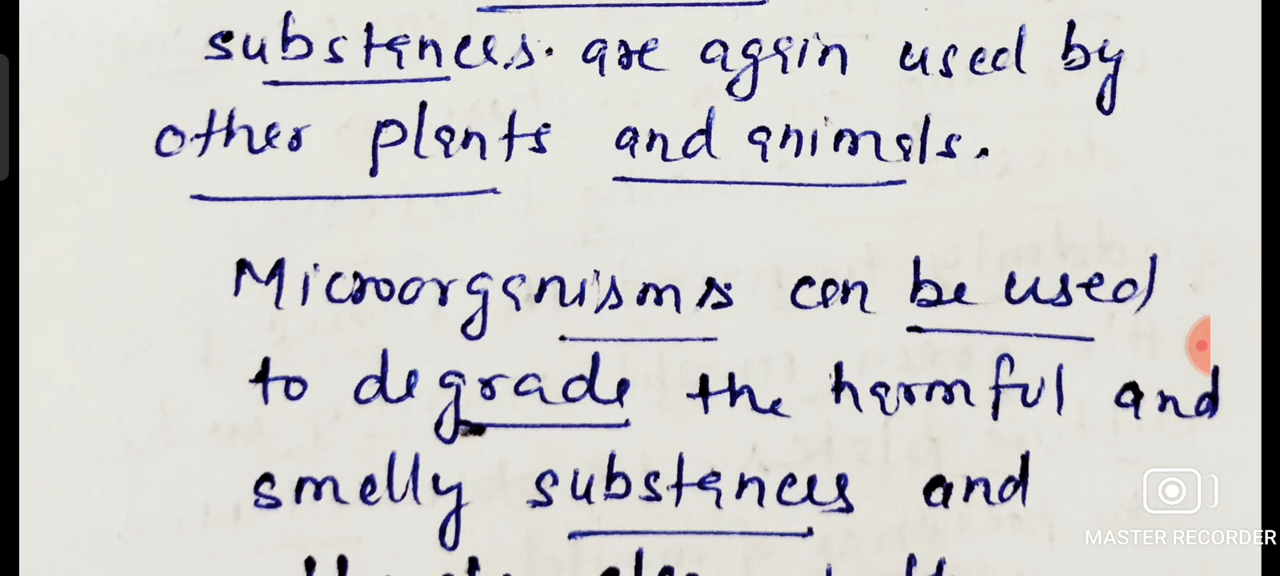 substances. are again used by
other plants and animals.
Microorganisms can be used
to degrade the harmful and
smelly substances and
MASTER RECORDER